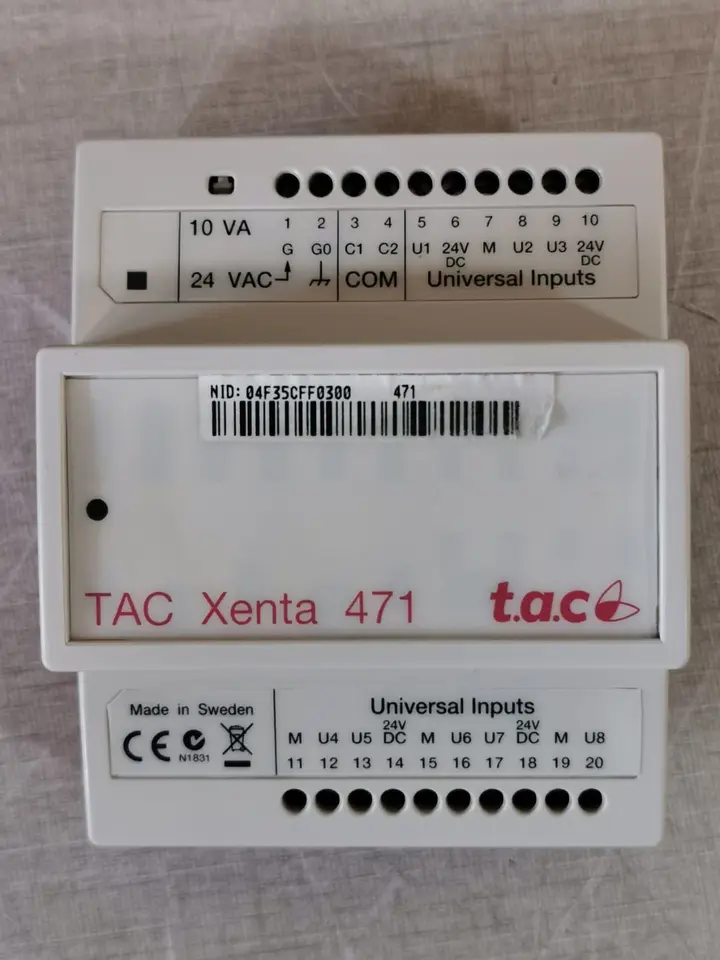 10 VA 1 2 3 4 5 6 7 8 9 10
G G0 C1 C2 U1 24V DC M U2 U3 24V DC
24 VAC COM Universal Inputs
NID: 04F35CFF0300 471
TAC Xenta 471 t.a.c
Made in Sweden
CE N1831
Universal Inputs
M U4 U5 24V DC M U6 U7 24V DC M U8
11 12 13 14 15 16 17 18 19 20